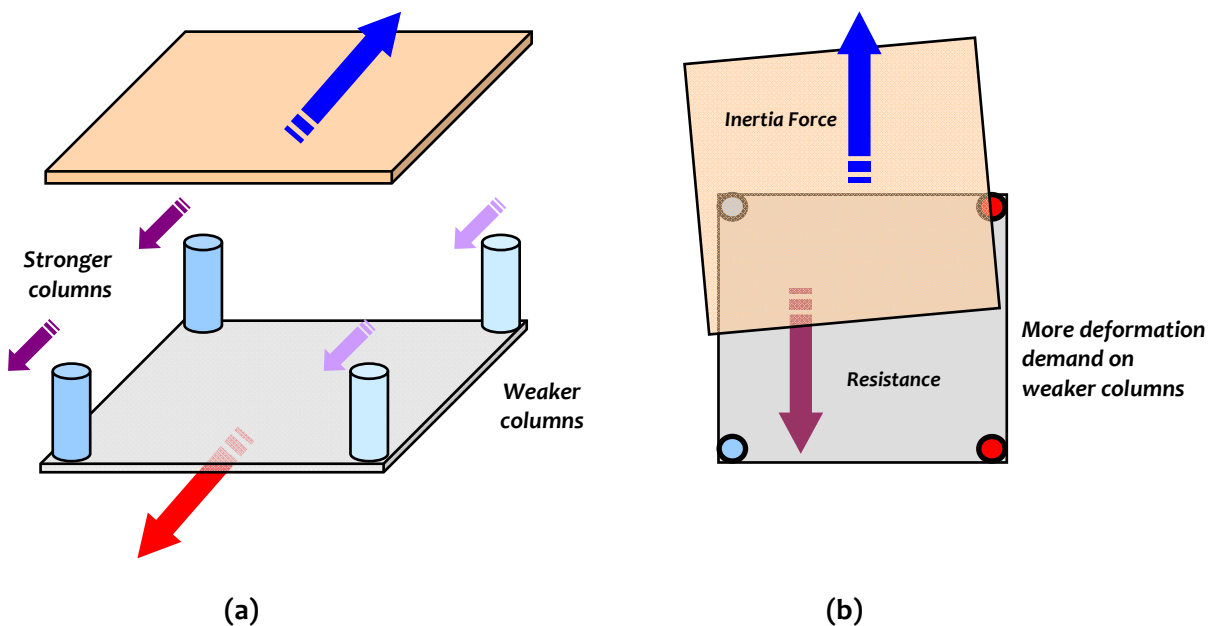 Stronger
columns
Weaker
columns
(a)
Inertia Force
Resistance
More deformation
demand on
weaker columns
(b)